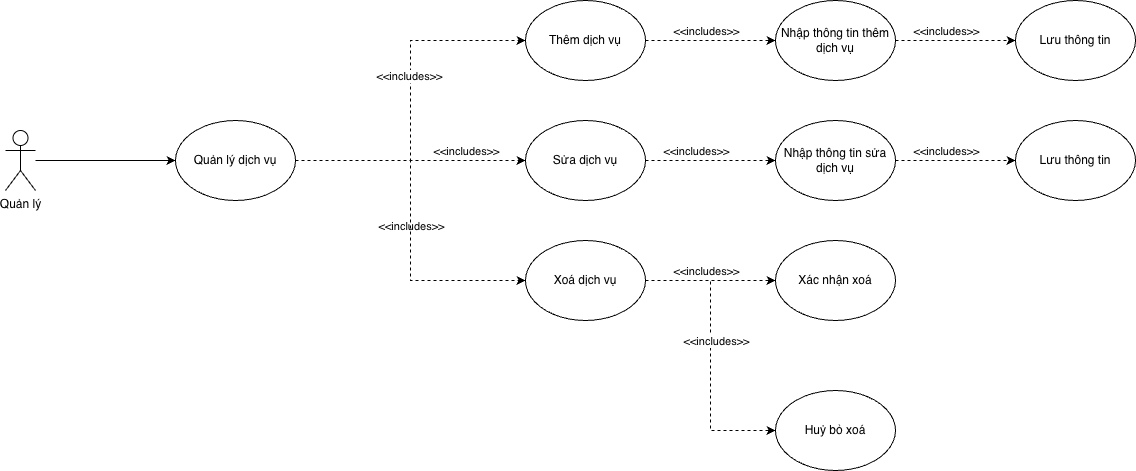 Thêm dịch vụ
<<includes>>
Nhập thông tin thêm
dịch vụ
<<includes>>
Lưu thông tin
<<includes>>
Quản lý
Quản lý dịch vụ
<<includes>>
Sửa dịch vụ
<<includes>>
Nhập thông tin sửa
dịch vụ
<<includes>>
Lưu thông tin
<<includes>>
Xoá dịch vụ
<<includes>>
Xác nhận xoá
<<includes>>
Huỷ bỏ xoá